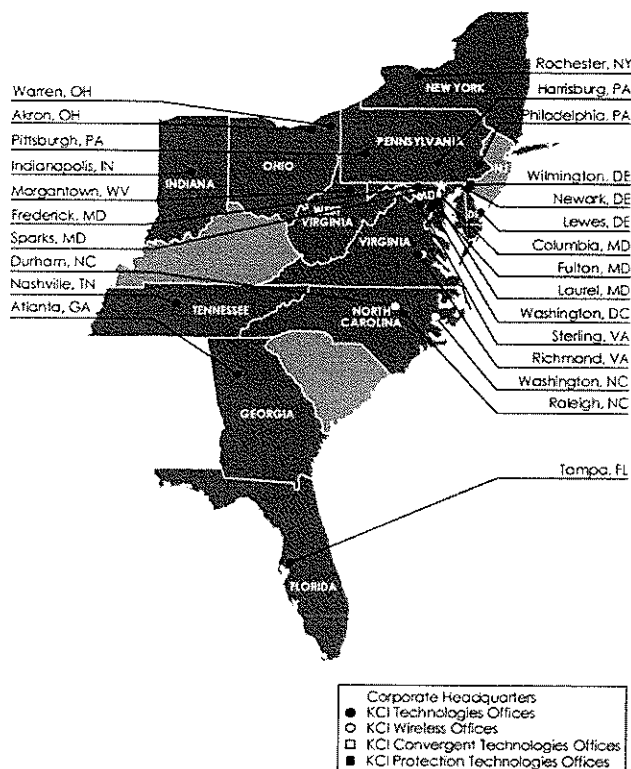 Warren, OH
Akron, OH
Pittsburgh, PA
Indianapolis, IN
Morgantown, WV
Frederick, MD
Sparks, MD
Durham, NC
Nashville, TN
Atlanta, GA
Rochester, NY
Harrisburg, PA
Philadelphia, PA
Wilmington, DE
Newark, DE
Lewes, DE
Columbia, MD
Fulton, MD
Laurel, MD
Washington, DC
Sterling, VA
Richmond, VA
Washington, NC
Raleigh, NC
Tampa, FL
NEW YORK
PENNSYLVANIA
OHIO
INDIANA
WEST
VIRGINIA
MD
NJ
DE
VIRGINIA
TENNESSEE
NORTH
CAROLINA
GEORGIA
FLORIDA
Corporate Headquarters
KCI Technologies Offices
KCI Wireless Offices
KCI Convergent Technologies Offices
KCI Protection Technologies Offices